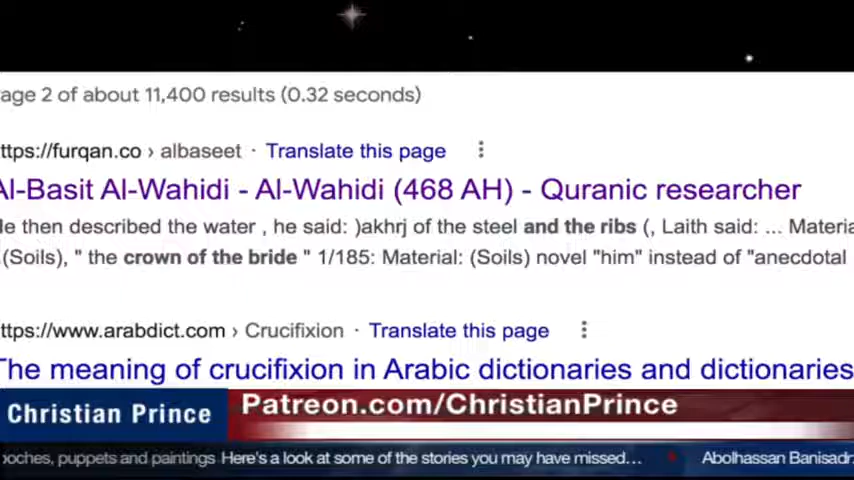 age 2 of about 11,400 results (0.32 seconds)
ttps://furqan.co › albaseet · Translate this page
Al-Basit Al-Wahidi - Al-Wahidi (468 AH) - Quranic researcher
He then described the water , he said: )akhrj of the steel and the ribs (, Laith said: ... Materia
(Soils), " the crown of the bride " 1/185: Material: (Soils) novel "him" instead of "anecdotal
ttps://www.arabdict.com › Crucifixion · Translate this page
The meaning of crucifixion in Arabic dictionaries and dictionaries
Christian Prince
Patreon.com/ChristianPrince
ooches, puppets and paintings Here's a look at some of the stories you may have missed... Abolhassan Banisadr